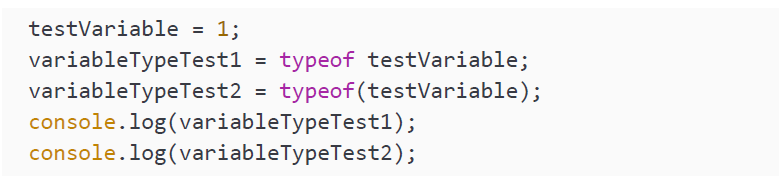 testVariable = 1;
variableTypeTest1 = typeof testVariable;
variableTypeTest2 = typeof(testVariable);
console.log(variableTypeTest1);
console.log(variableTypeTest2);